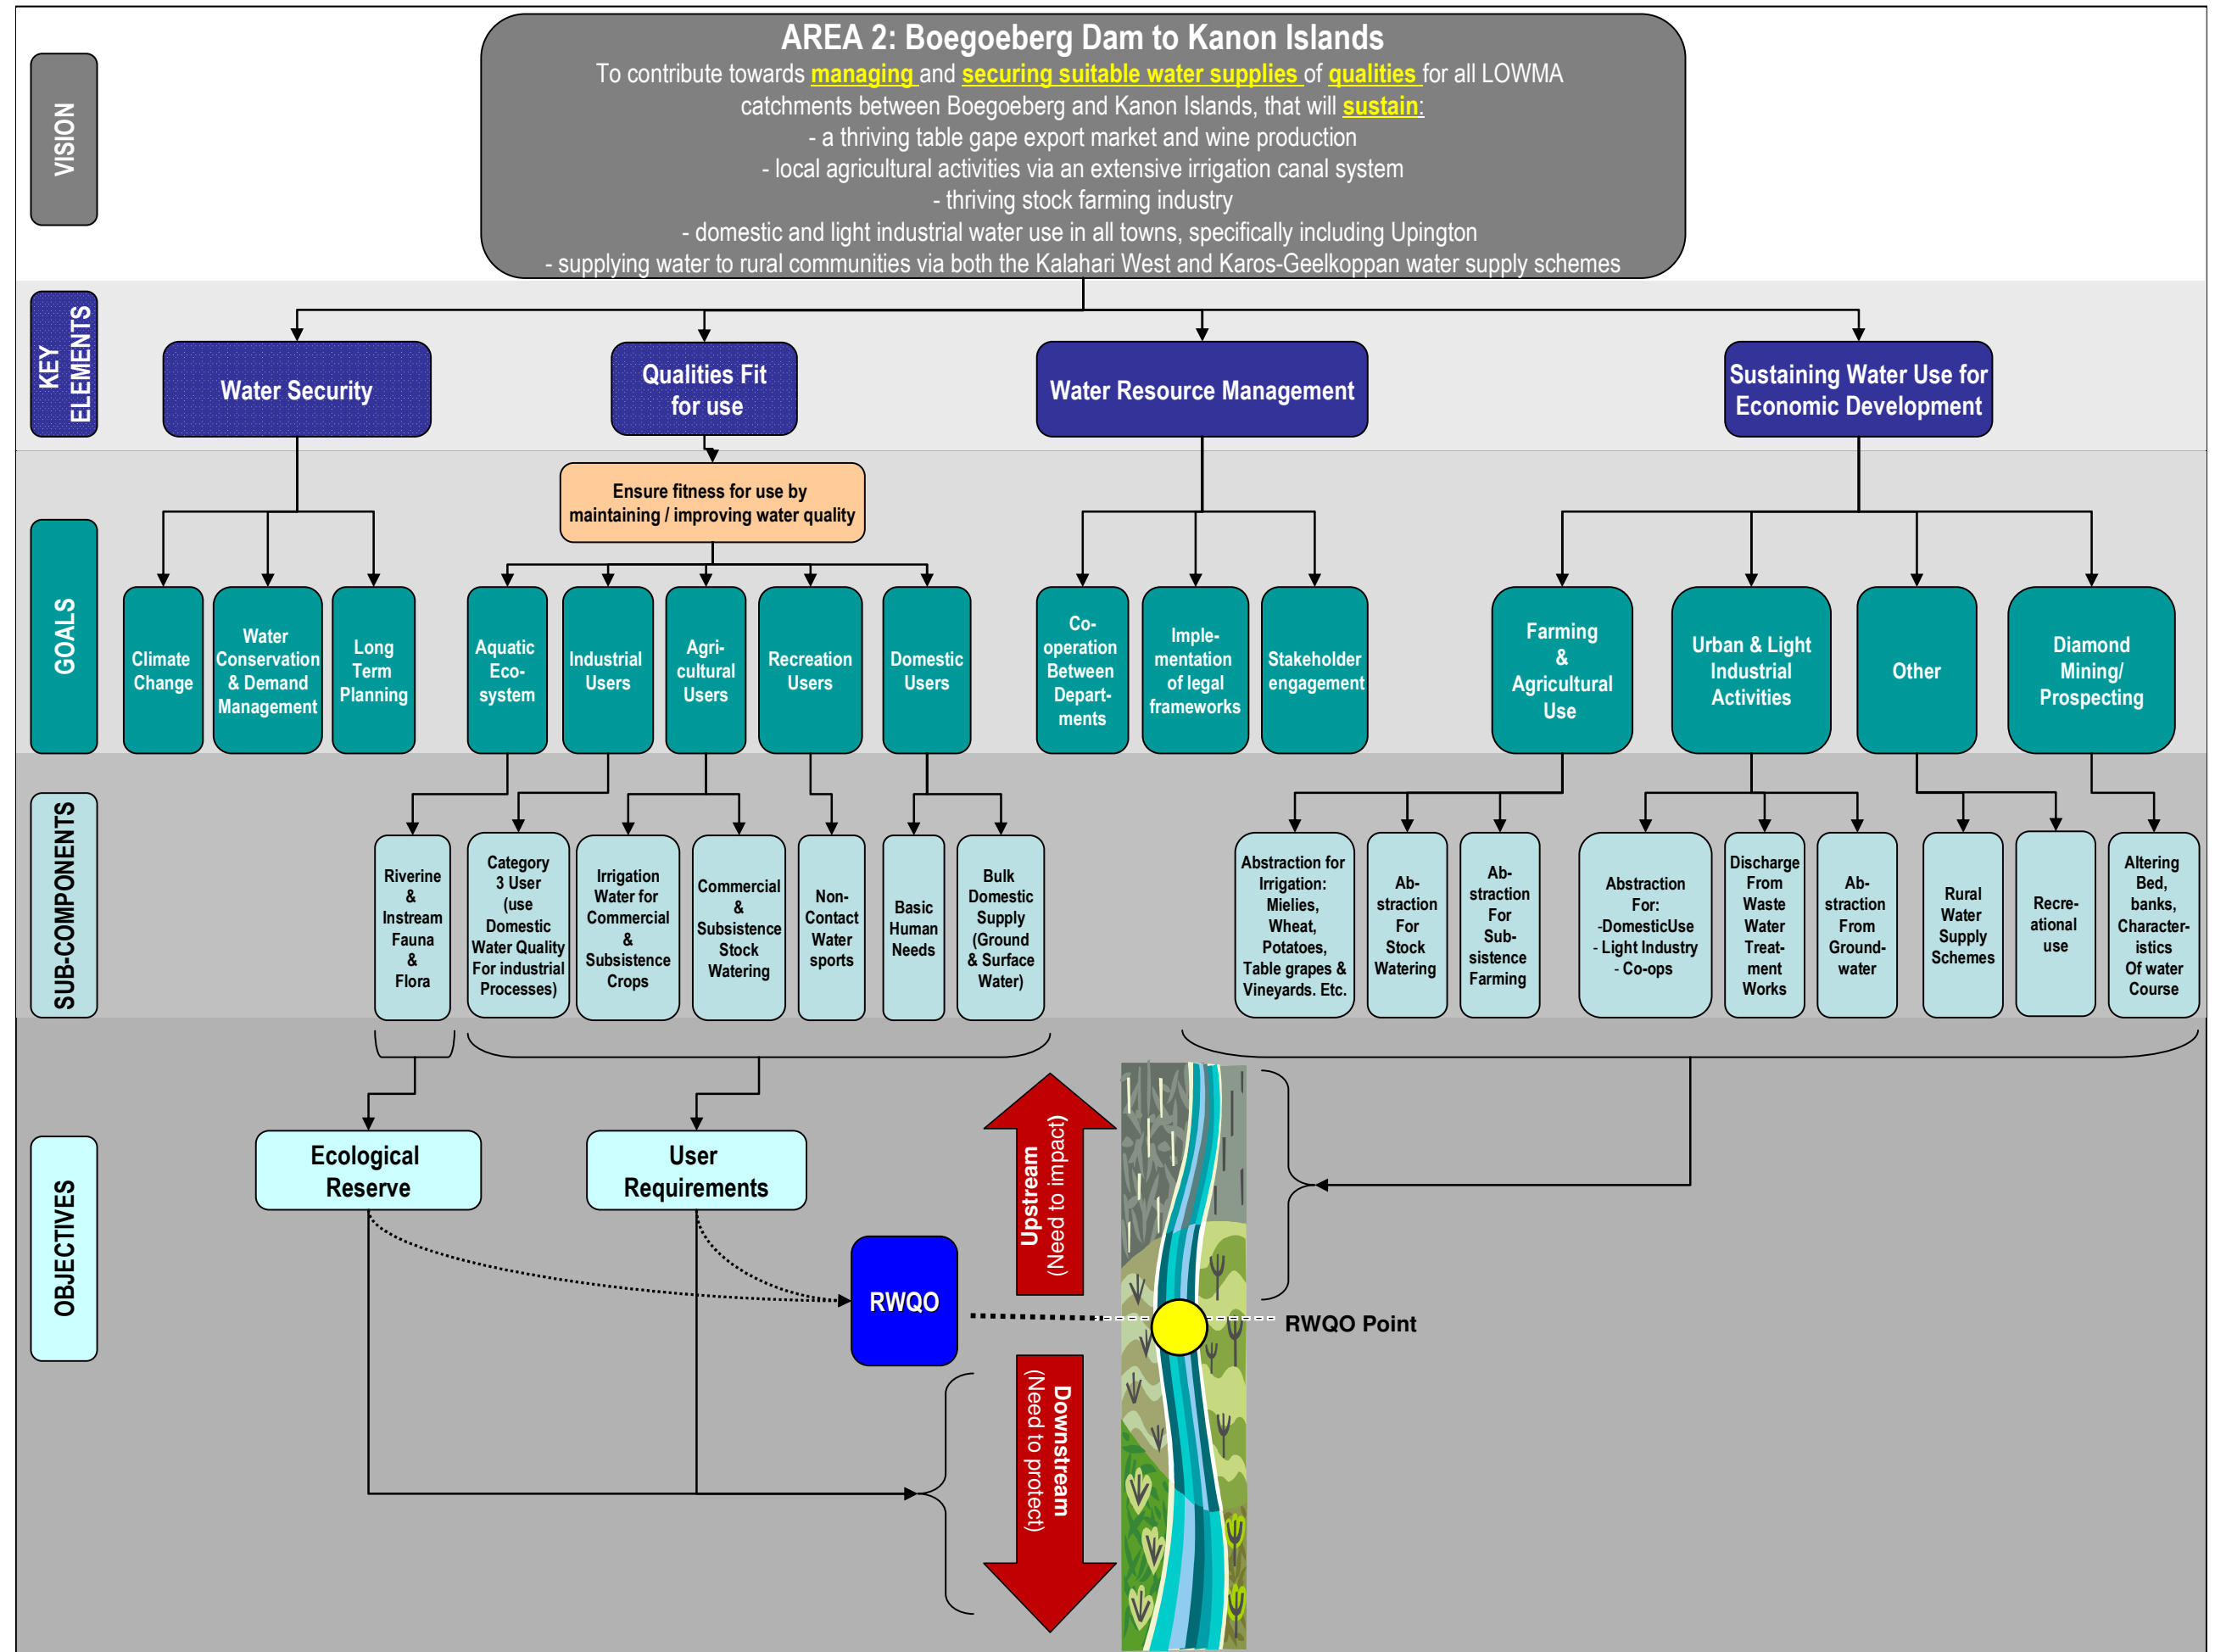 VISION
AREA 2: Boegoeberg Dam to Kanon Islands
To contribute towards managing and securing suitable water supplies of qualities for all LOWMA
catchments between Boegoeberg and Kanon Islands, that will sustain:
- a thriving table gape export market and wine production
- local agricultural activities via an extensive irrigation canal system
- thriving stock farming industry
- domestic and light industrial water use in all towns, specifically including Upington
- supplying water to rural communities via both the Kalahari West and Karos-Geelkoppan water supply schemes
KEY
ELEMENTS
Water Security
Qualities Fit
for use
Water Resource Management
Sustaining Water Use for
Economic Development
GOALS
Ensure fitness for use by
maintaining / improving water quality
Climate
Change
Water
Conservation
& Demand
Management
Long
Term
Planning
Aquatic
Eco-
system
Industrial
Users
Agri-
cultural
Users
Recreation
Users
Domestic
Users
Co-
operation
Between
Depart-
ments
Imple-
mentation
of legal
frameworks
Stakeholder
engagement
Farming
&
Agricultural
Use
Urban & Light
Industrial
Activities
Other
Diamond
Mining/
Prospecting
SUB-COMPONENTS
Riverine
&
Instream
Fauna
&
Flora
Category
3 User
(use
Domestic
Water Quality
For industrial
Processes)
Irrigation
Water for
Commercial
&
Subsistence
Crops
Commercial
&
Subsistence
Stock
Watering
Non-
Contact
Water
sports
Basic
Human
Needs
Bulk
Domestic
Supply
(Ground
& Surface
Water)
Abstraction for
Irrigation:
Mielies,
Wheat,
Potatoes,
Table grapes &
Vineyards. Etc.
Ab-
straction
For
Stock
Watering
Ab-
straction
For
Sub-
sistence
Farming
Abstraction
For:
-DomesticUse
- Light Industry
- Co-ops
Discharge
From
Waste
Water
Treat-
ment
Works
Ab-
straction
From
Ground-
water
Rural
Water
Supply
Schemes
Recre-
ational
use
Altering
Bed,
banks,
Character-
istics
Of water
Course
OBJECTIVES
Ecological
Reserve
User
Requirements
RWQO
Upstream
(Need to impact)
RWQO Point
Downstream
(Need to protect)